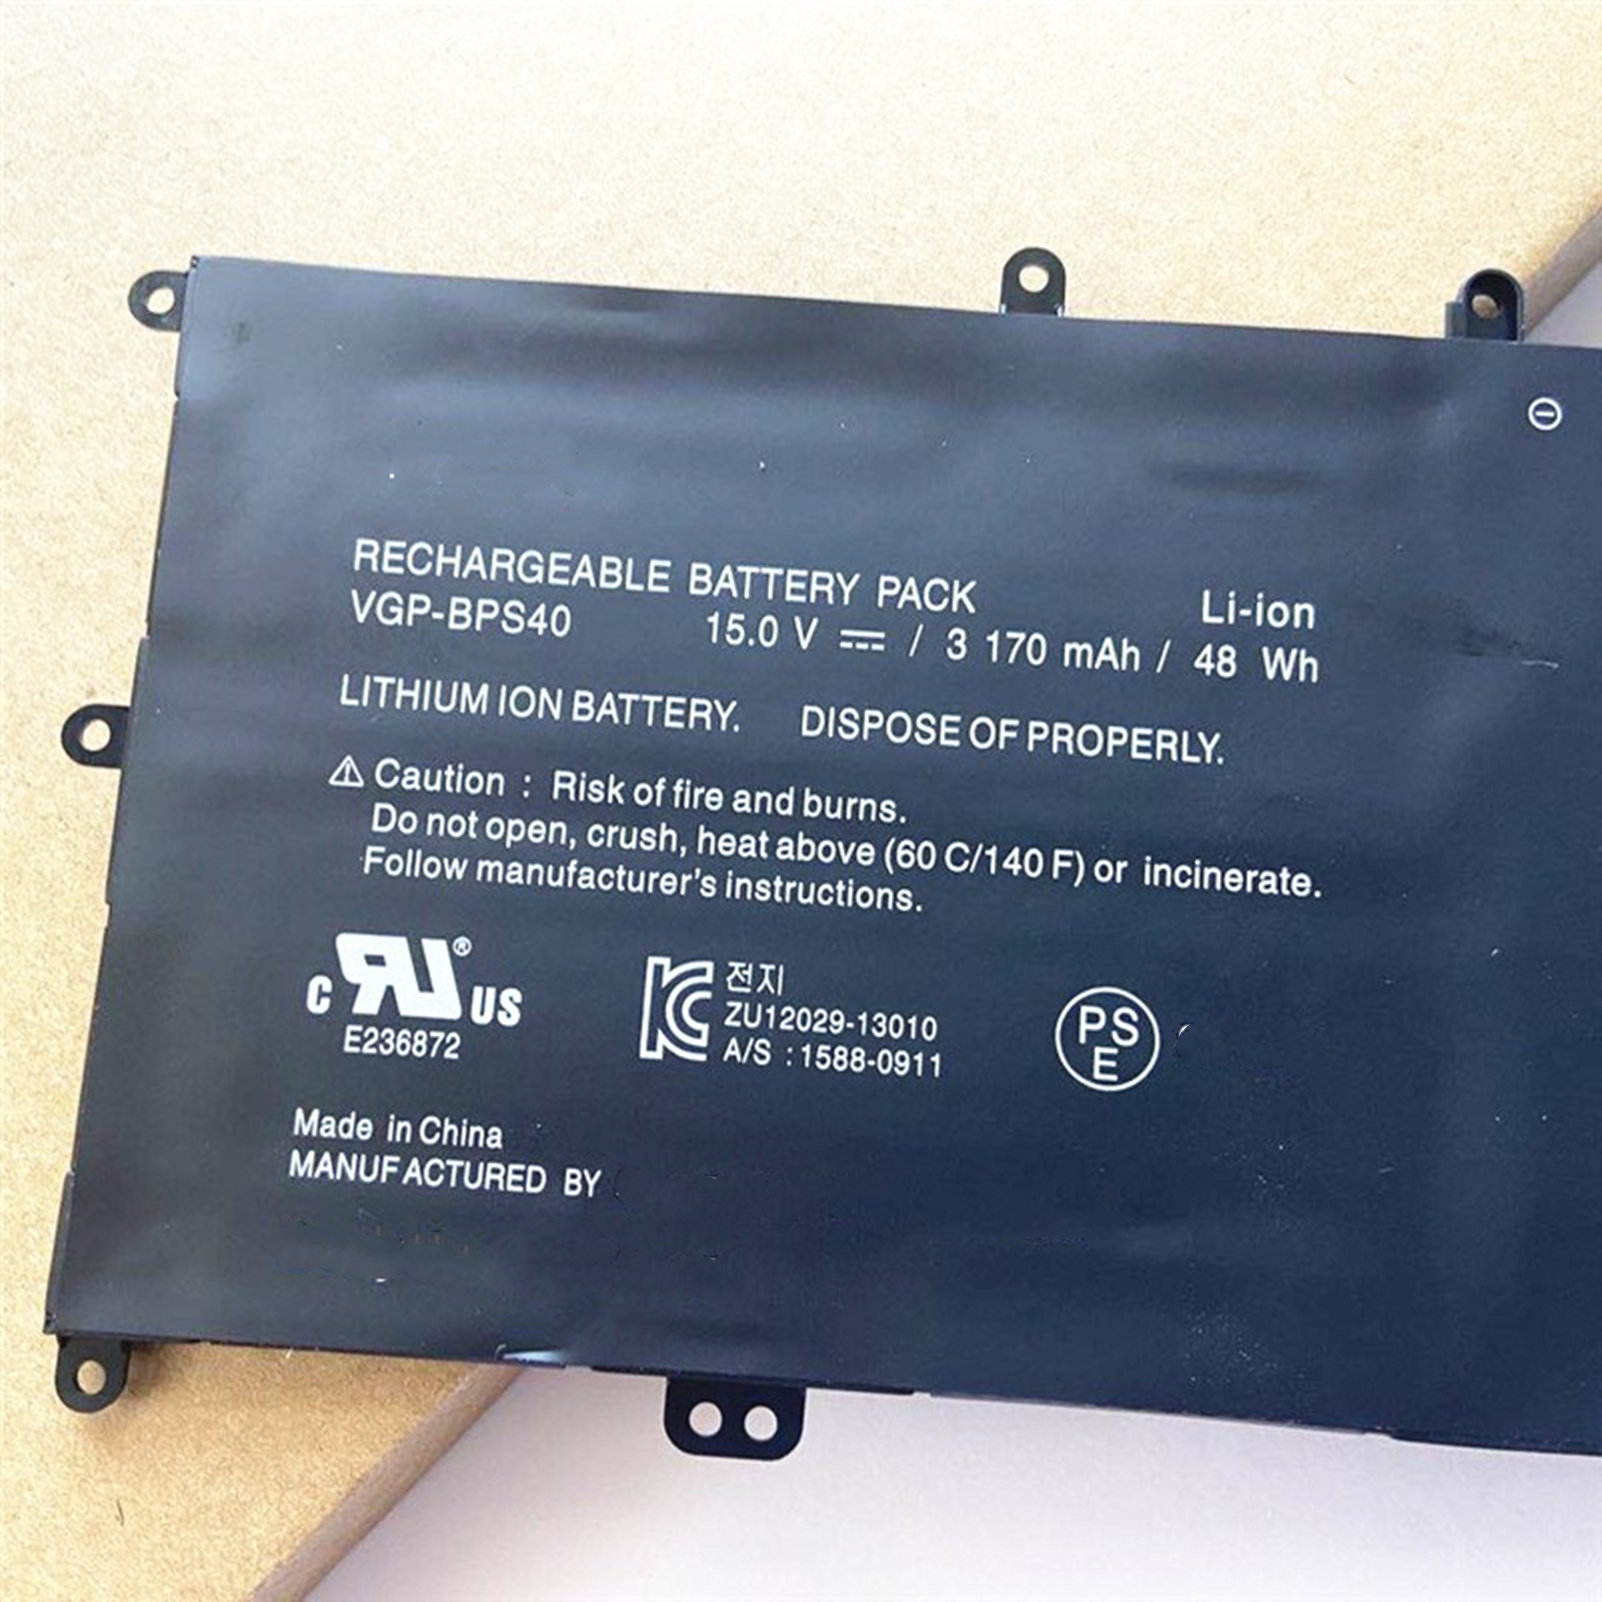 RECHARGEABLE BATTERY PACK Li-ion
VGP-BPS40 15.0 V ⎓ / 3 170 mAh / 48 Wh
LITHIUM ION BATTERY. DISPOSE OF PROPERLY.
⚠ Caution : Risk of fire and burns.
Do not open, crush, heat above (60 C/140 F) or incinerate.
Follow manufacturer's instructions.
C RU® US
E236872
KC 전지
ZU12029-13010
A/S : 1588-0911
PS
E
Made in China
MANUFACTURED BY